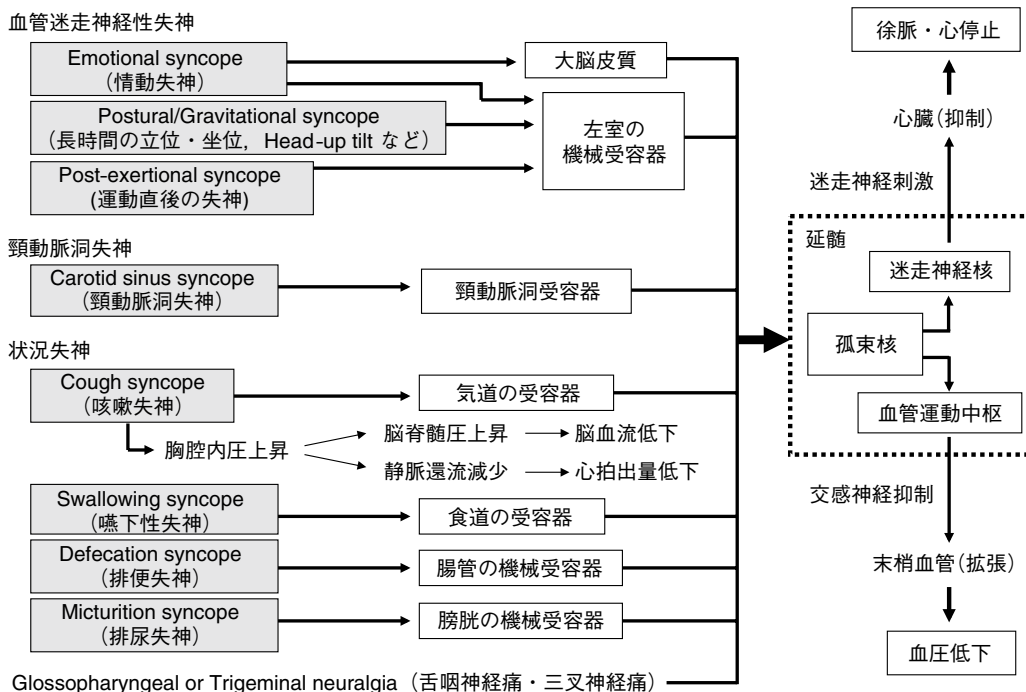 血管迷走神経性失神
Emotional syncope
（情動失神）
大脳皮質
Postural/Gravitational syncope
（長時間の立位・坐位，Head-up tilt など）
左室の
機械受容器
Post-exertional syncope
(運動直後の失神)
頸動脈洞失神
Carotid sinus syncope
（頸動脈洞失神）
頸動脈洞受容器
状況失神
Cough syncope
（咳嗽失神）
気道の受容器
胸腔内圧上昇
脳脊髄圧上昇
脳血流低下
静脈還流減少
心拍出量低下
Swallowing syncope
（嚥下性失神）
食道の受容器
Defecation syncope
（排便失神）
腸管の機械受容器
Micturition syncope
（排尿失神）
膀胱の機械受容器
Glossopharyngeal or Trigeminal neuralgia（舌咽神経痛・三叉神経痛）
徐脈・心停止
心臓（抑制）
迷走神経刺激
延髄
迷走神経核
孤束核
血管運動中枢
交感神経抑制
末梢血管（拡張）
血圧低下